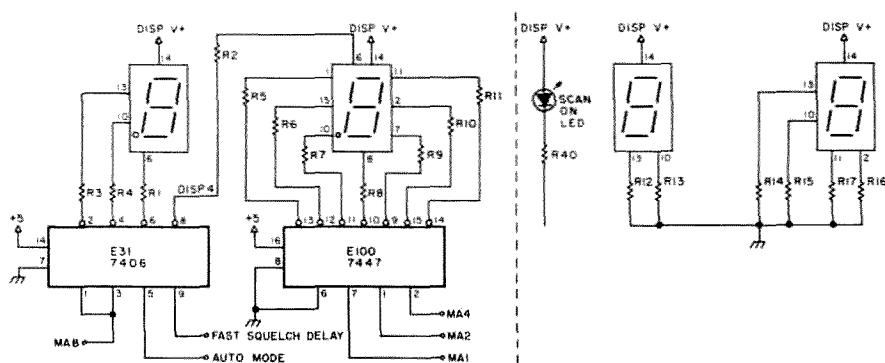 DISP V+
DISP V+
DISP V+
DISP V+
DISP V+
14
R2
6
14
14
14
13
1
11
R5
R11
13
2
SCAN
ON
LED
13
R6
R10
10
10
7
10
R7
R9
6
R40
13
10
11
2
8
R3
R4
R1
DISP 4
R8
R12
R13
R14
R15
R17
R16
+5
2
4
6
8
+5
13
12
11
10
9
15
14
14
E31
7406
16
E100
7447
7
8
1
3
5
9
6
7
1
2
MA4
MA8
FAST SQUELCH DELAY
MA2
AUTO MODE
MA1